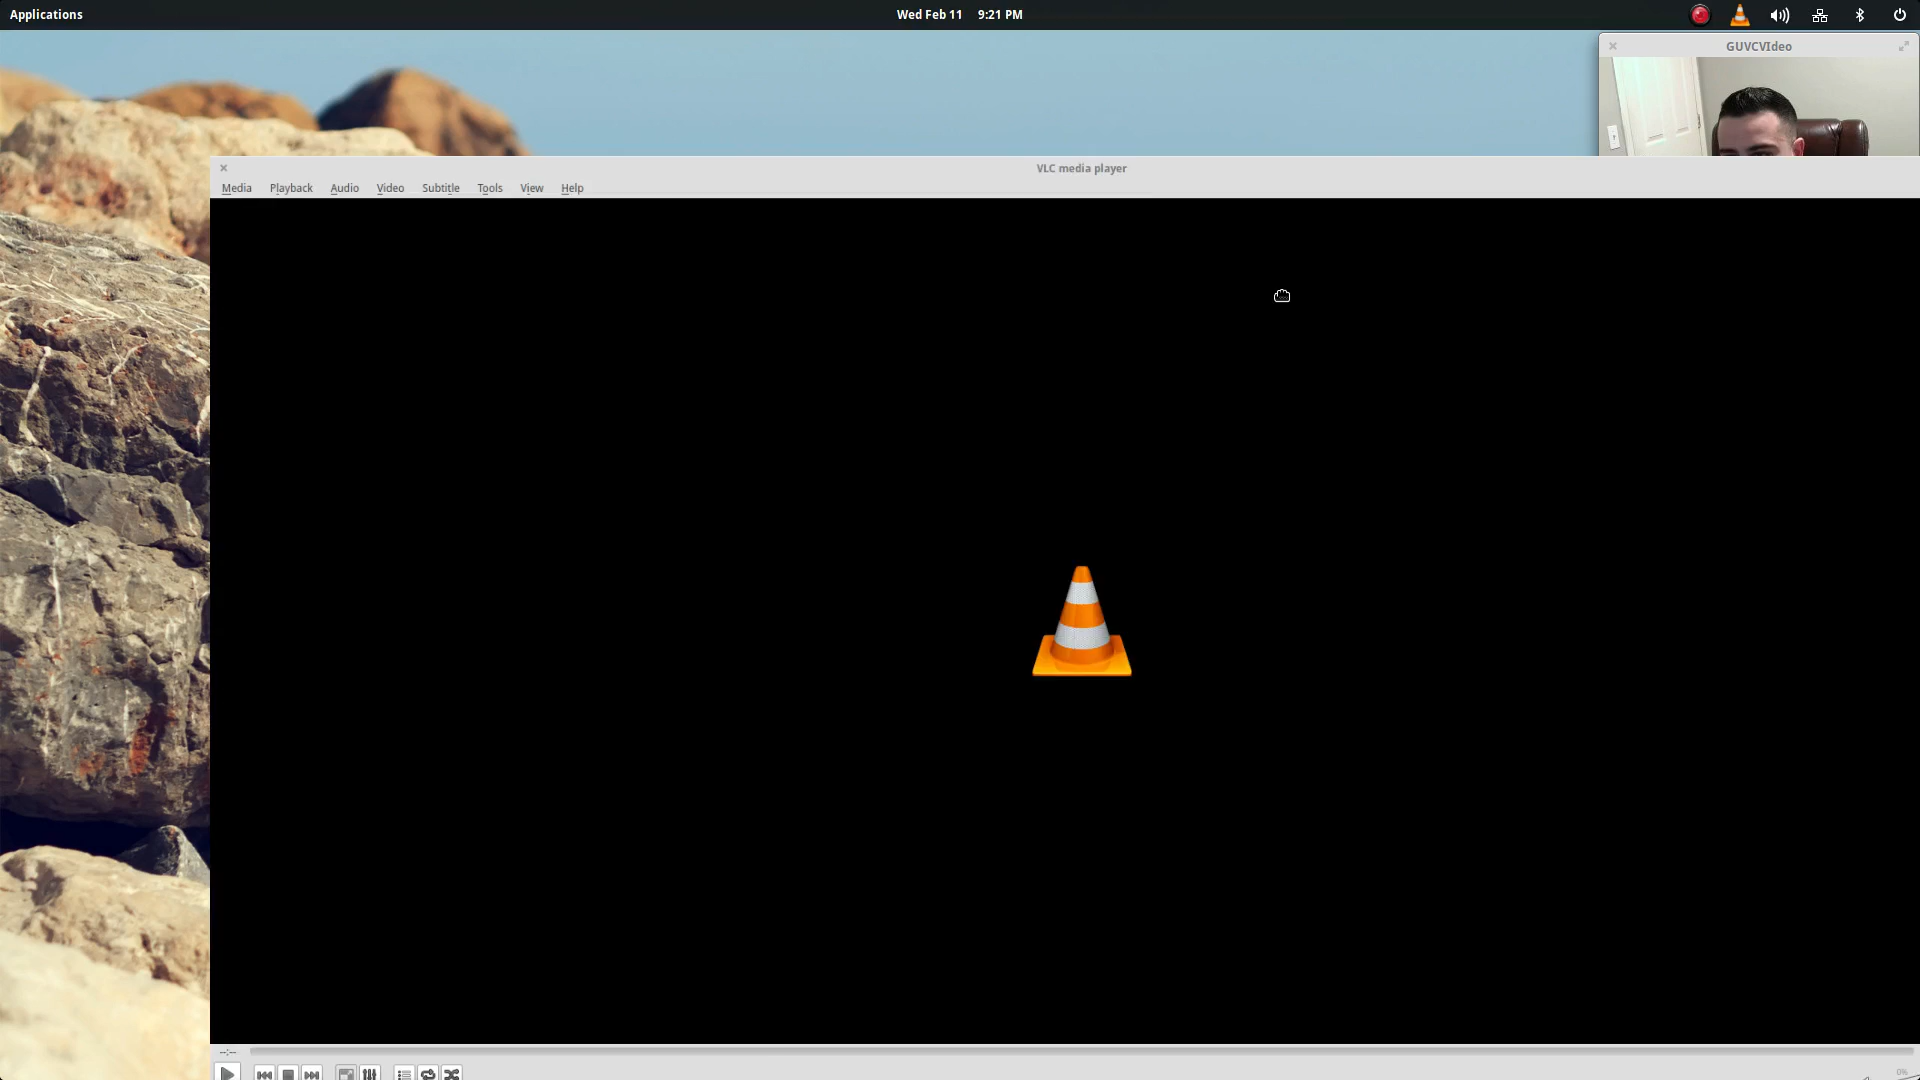 Applications
Wed Feb 11 9:21 PM
GUVCVIdeo
VLC media player
Media Playback Audio Video Subtitle Tools View Help
--:--
0%